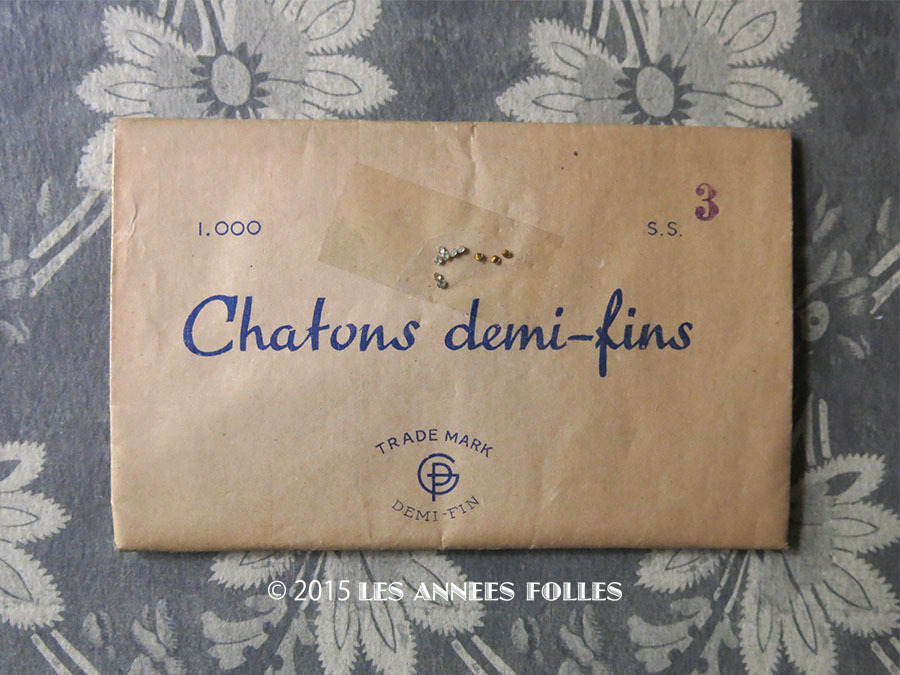 1.000
S.S. 3
Chatons demi-fins
TRADE MARK
GP
DEMI-FIN
© 2015 LES ANNEES FOLLES